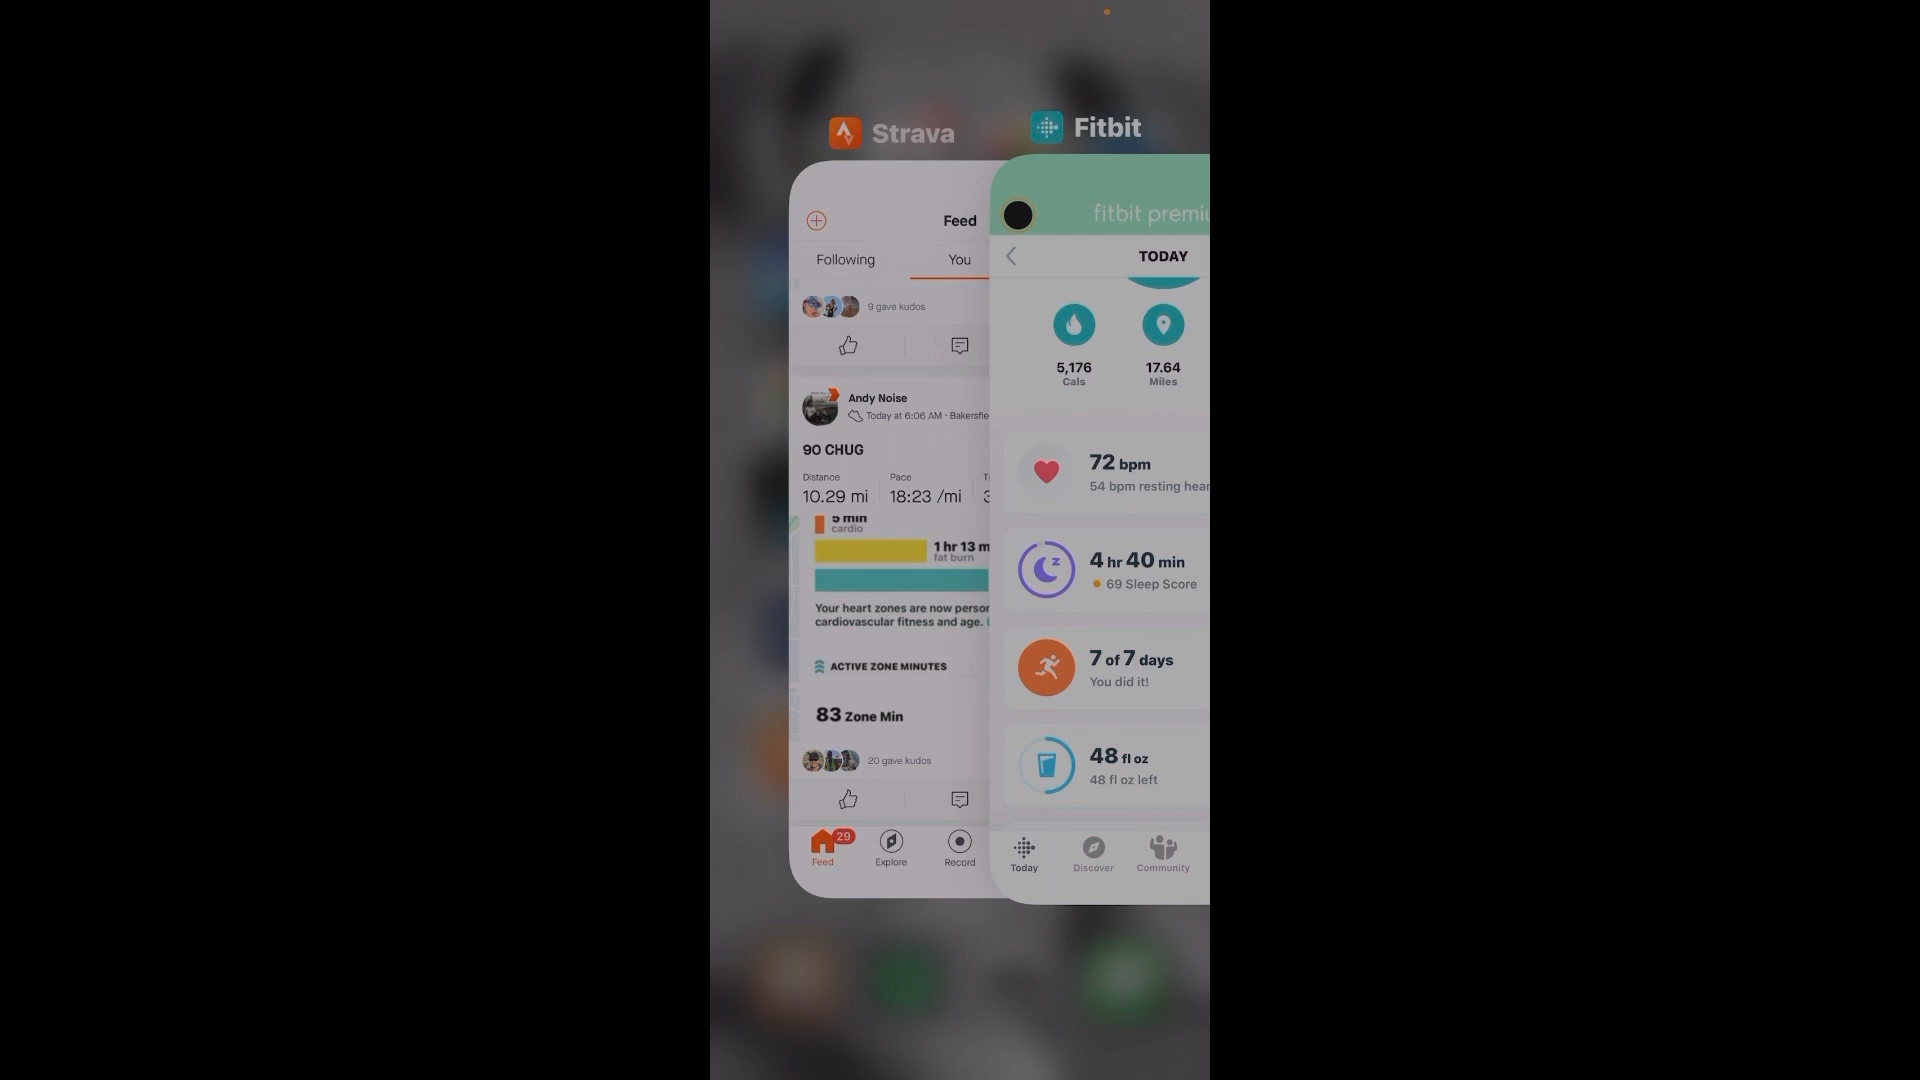 Strava
Feed
Following
You
9 gave kudos
Andy Noise
Today at 6:06 AM -
90 CHUG
Distance
Pace
10.29 mi
18:23 /mi
5 min
cardio
1 hr 13 m
fat burn
Your heart zones are now
cardiovascular fitness and age.
ACTIVE ZONE MINUTES
83 Zone Min
20 gave kudos
29
Feed
Explore
Record
Fitbit
fitbit
TODAY
5,176
Cals
17.64
Miles
72 bpm
54 bpm resting
4 hr 40 min
69 Sleep Score
7 of 7 days
You did it!
48 fl oz
48 fl oz left
Today
Discover
Community